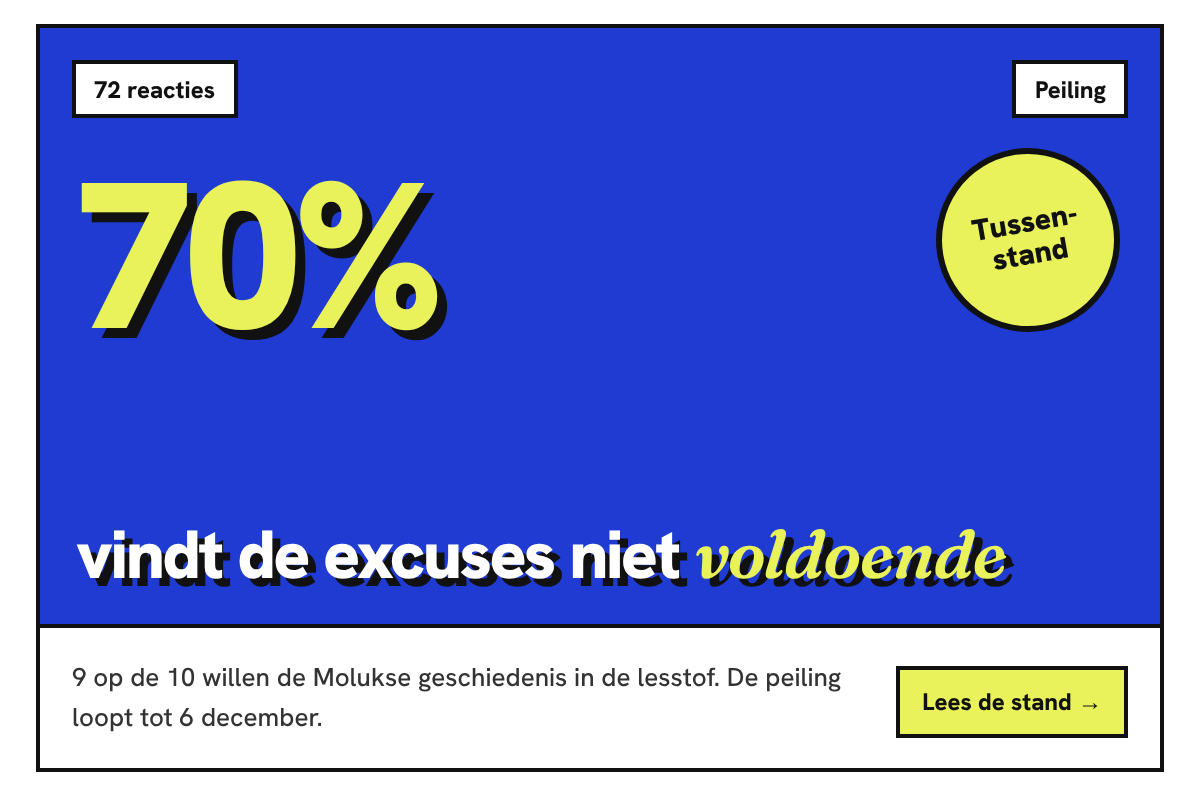 72 reacties
Peiling
70%
Tussen-
stand
vindt de excuses niet voldoende
9 op de 10 willen de Molukse geschiedenis in de lesstof. De peiling
loopt tot 6 december.
Lees de stand →